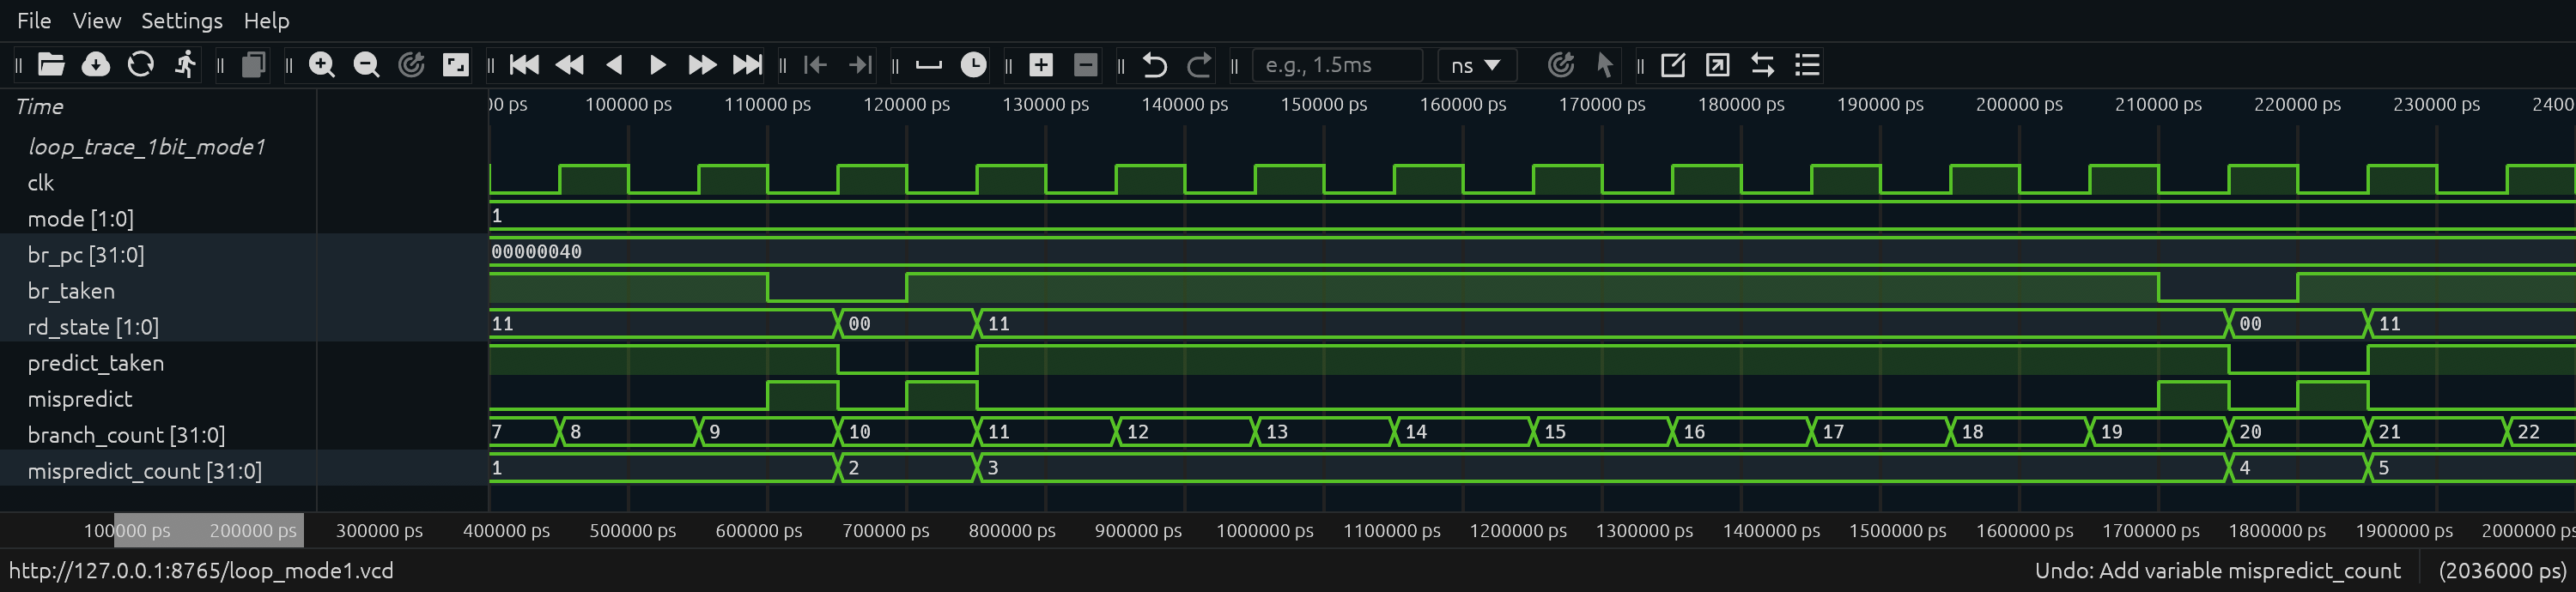 File View Settings Help
e.g., 1.5ms ns
Time 00 ps 100000 ps 110000 ps 120000 ps 130000 ps 140000 ps 150000 ps 160000 ps 170000 ps 180000 ps 190000 ps 200000 ps 210000 ps 220000 ps 230000 ps 2400
loop_trace_1bit_mode1
clk
mode [1:0] 1
br_pc [31:0] 00000040
br_taken
rd_state [1:0] 11 00 11 00 11
predict_taken
mispredict
branch_count [31:0] 7 8 9 10 11 12 13 14 15 16 17 18 19 20 21 22
mispredict_count [31:0] 1 2 3 4 5
100000 ps 200000 ps 300000 ps 400000 ps 500000 ps 600000 ps 700000 ps 800000 ps 900000 ps 1000000 ps 1100000 ps 1200000 ps 1300000 ps 1400000 ps 1500000 ps 1600000 ps 1700000 ps 1800000 ps 1900000 ps 2000000 ps
http://127.0.0.1:8765/loop_mode1.vcd Undo: Add variable mispredict_count (2036000 ps)